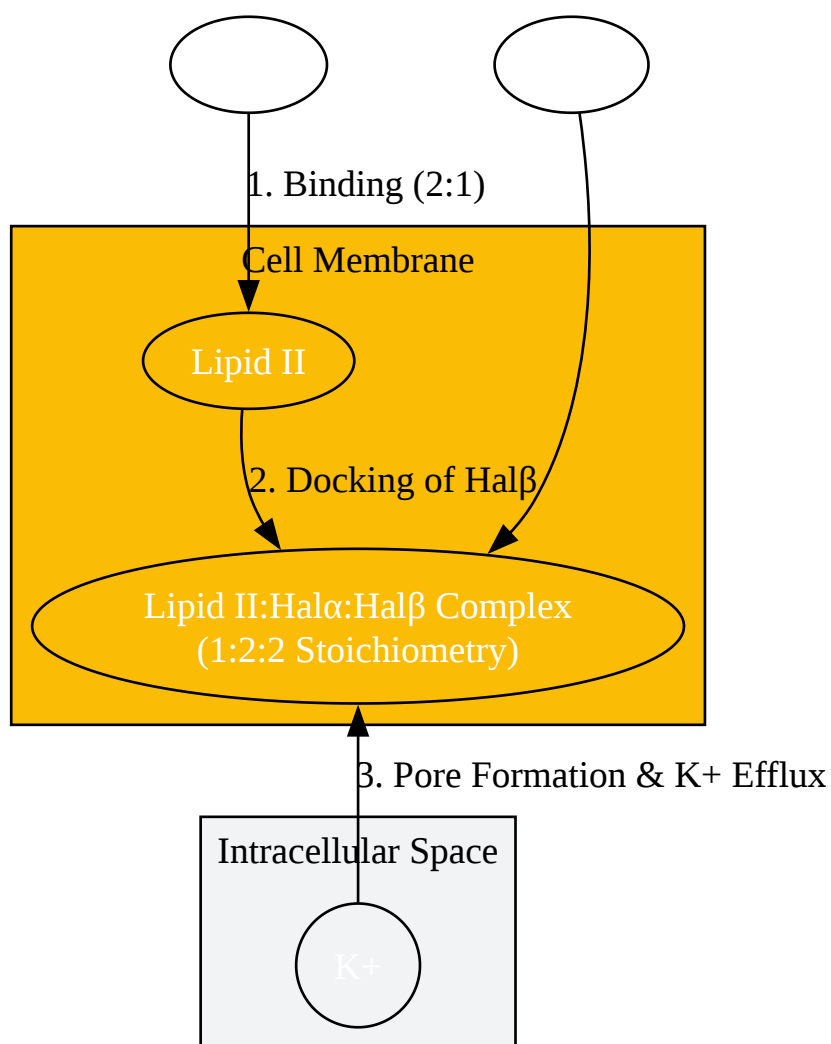 1. Binding (2:1)
Cell Membrane
Lipid II
2. Docking of Halβ
Lipid II:Halα:Halβ Complex
(1:2:2 Stoichiometry)
3. Pore Formation & K+ Efflux
Intracellular Space
K+